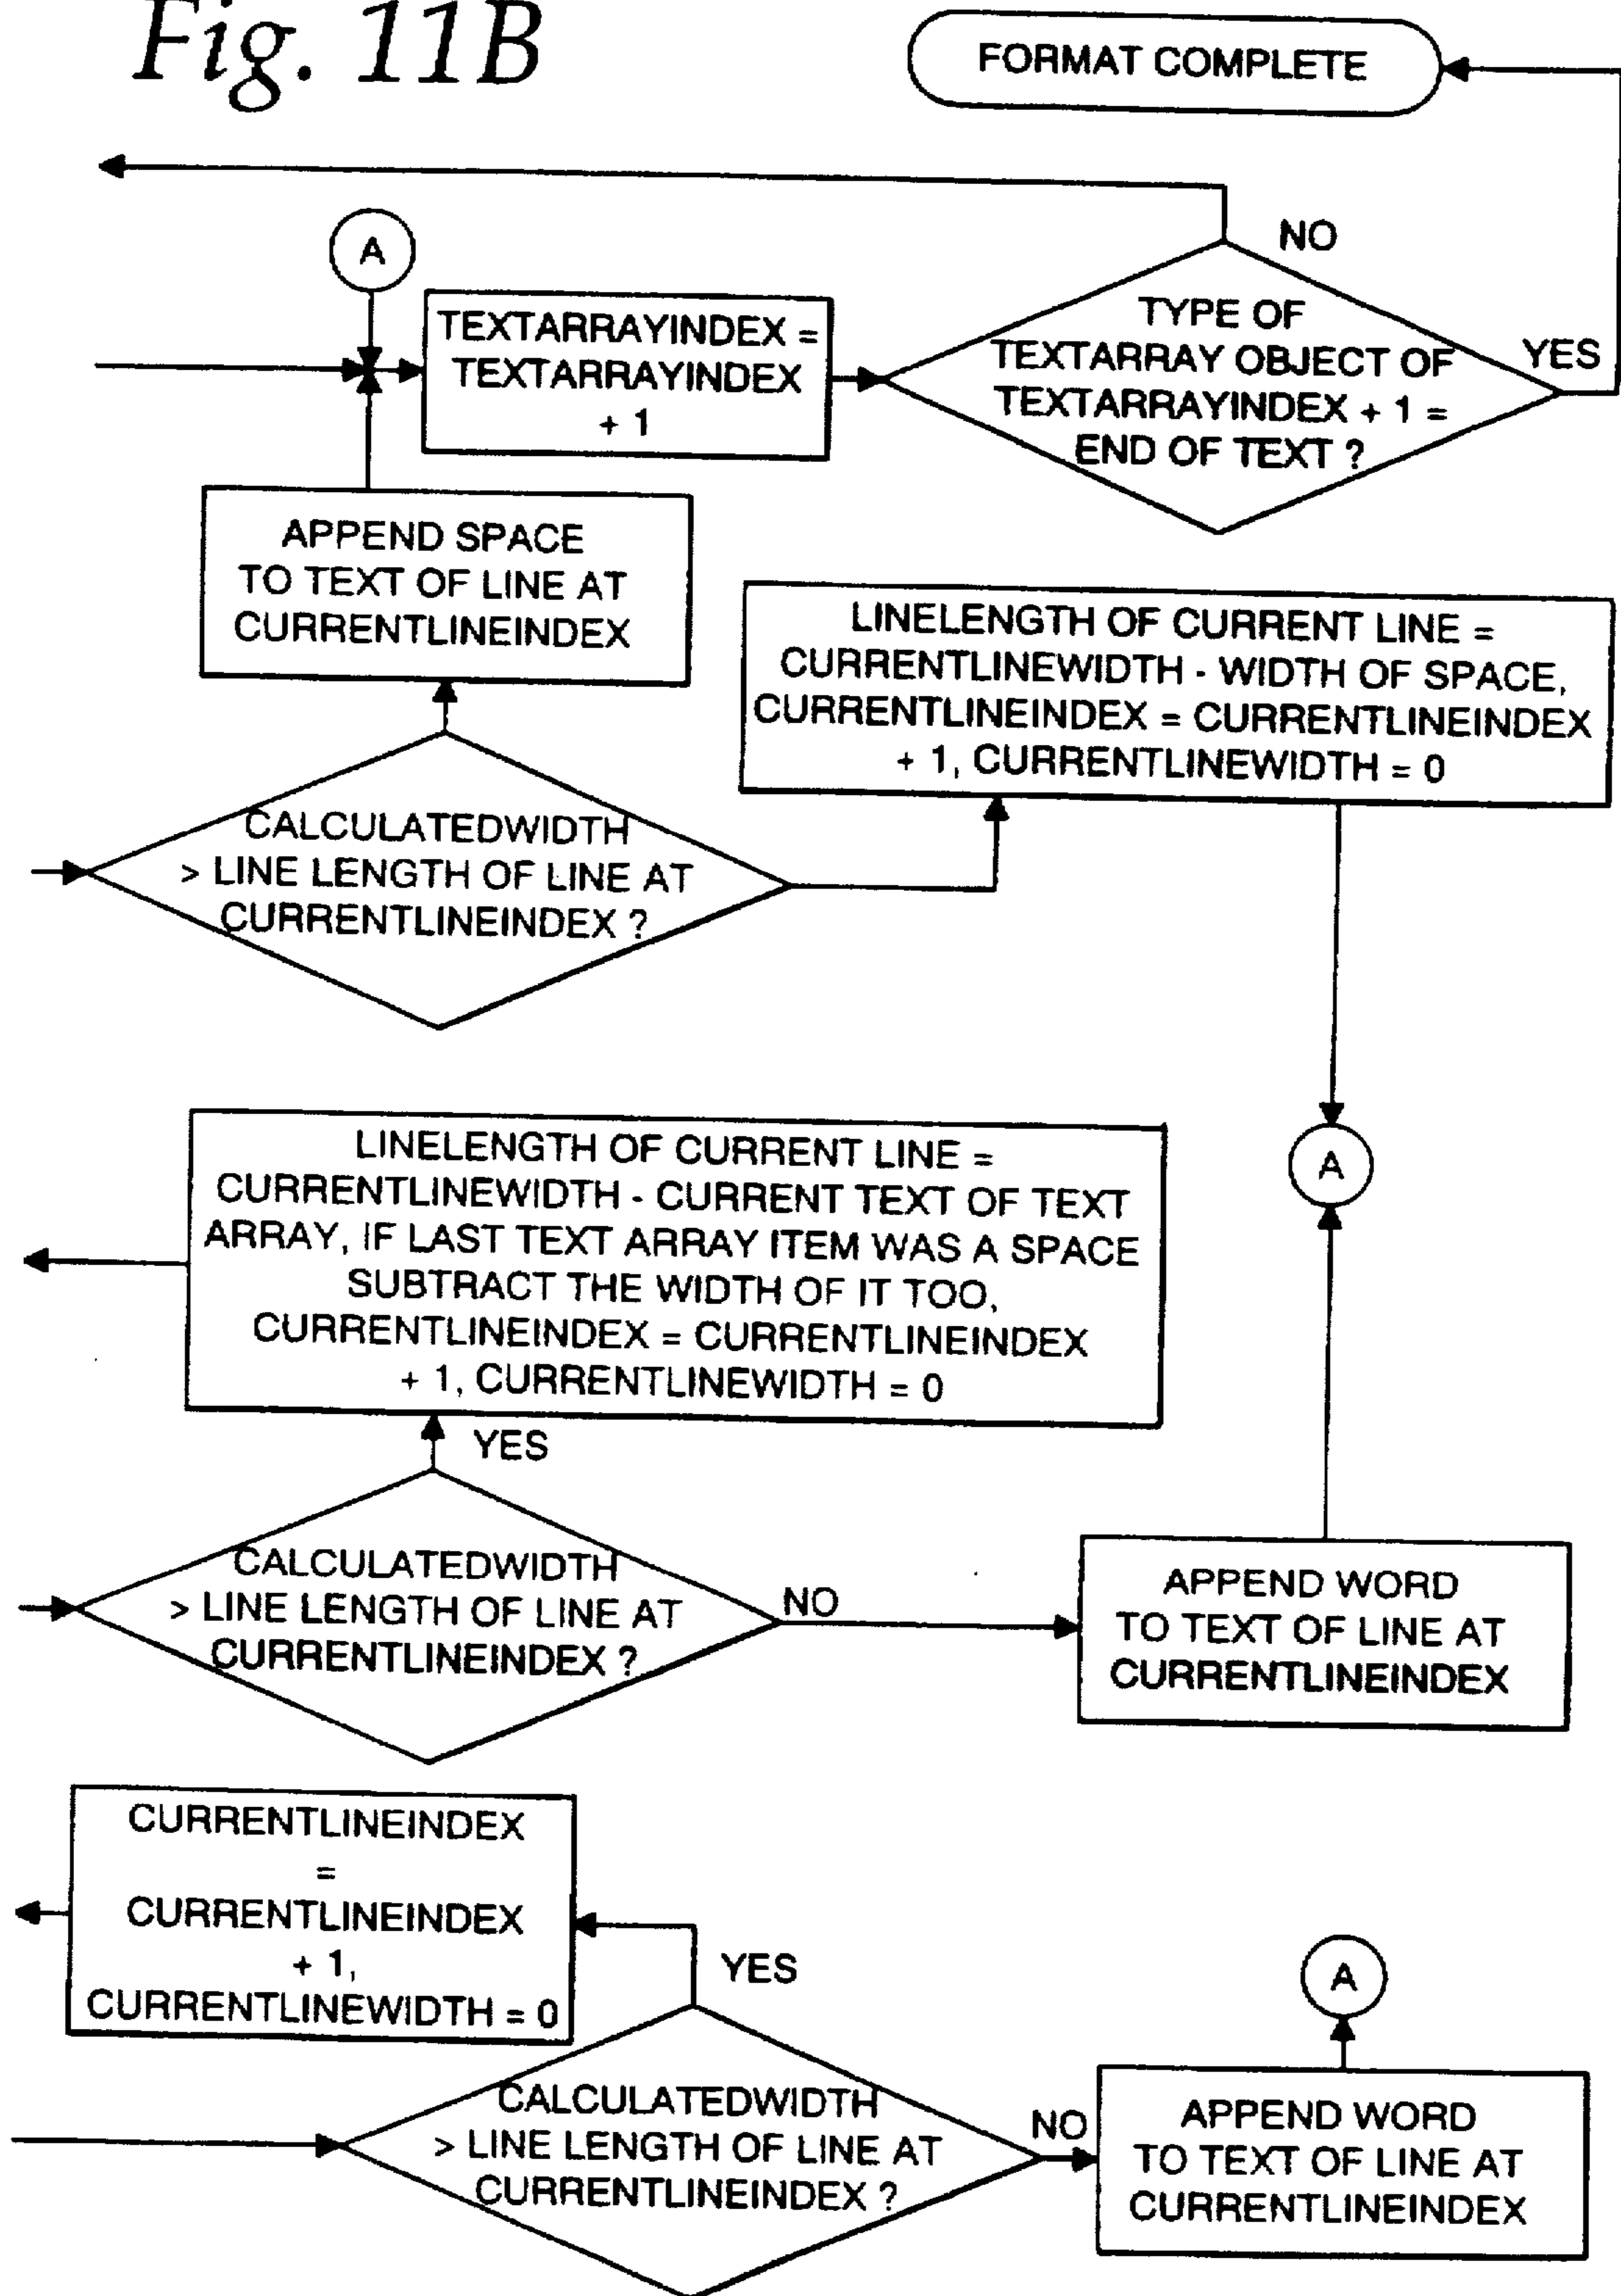 Fig. 11B
FORMAT COMPLETE
NO
A
TEXTARRAYINDEX =
TEXTARRAYINDEX
+ 1
TYPE OF
TEXTARRAY OBJECT OF
TEXTARRAYINDEX + 1 =
END OF TEXT ?
YES
APPEND SPACE
TO TEXT OF LINE AT
CURRENTLINEINDEX
LINELENGTH OF CURRENT LINE =
CURRENTLINEWIDTH - WIDTH OF SPACE,
CURRENTLINEINDEX = CURRENTLINEINDEX
+ 1, CURRENTLINEWIDTH = 0
CALCULATEDWIDTH
> LINE LENGTH OF LINE AT
CURRENTLINEINDEX ?
A
LINELENGTH OF CURRENT LINE =
CURRENTLINEWIDTH - CURRENT TEXT OF TEXT
ARRAY, IF LAST TEXT ARRAY ITEM WAS A SPACE
SUBTRACT THE WIDTH OF IT TOO,
CURRENTLINEINDEX = CURRENTLINEINDEX
+ 1, CURRENTLINEWIDTH = 0
YES
CALCULATEDWIDTH
> LINE LENGTH OF LINE AT
CURRENTLINEINDEX ?
NO
APPEND WORD
TO TEXT OF LINE AT
CURRENTLINEINDEX
CURRENTLINEINDEX
=
CURRENTLINEINDEX
+ 1,
CURRENTLINEWIDTH = 0
YES
A
CALCULATEDWIDTH
> LINE LENGTH OF LINE AT
CURRENTLINEINDEX ?
NO
APPEND WORD
TO TEXT OF LINE AT
CURRENTLINEINDEX